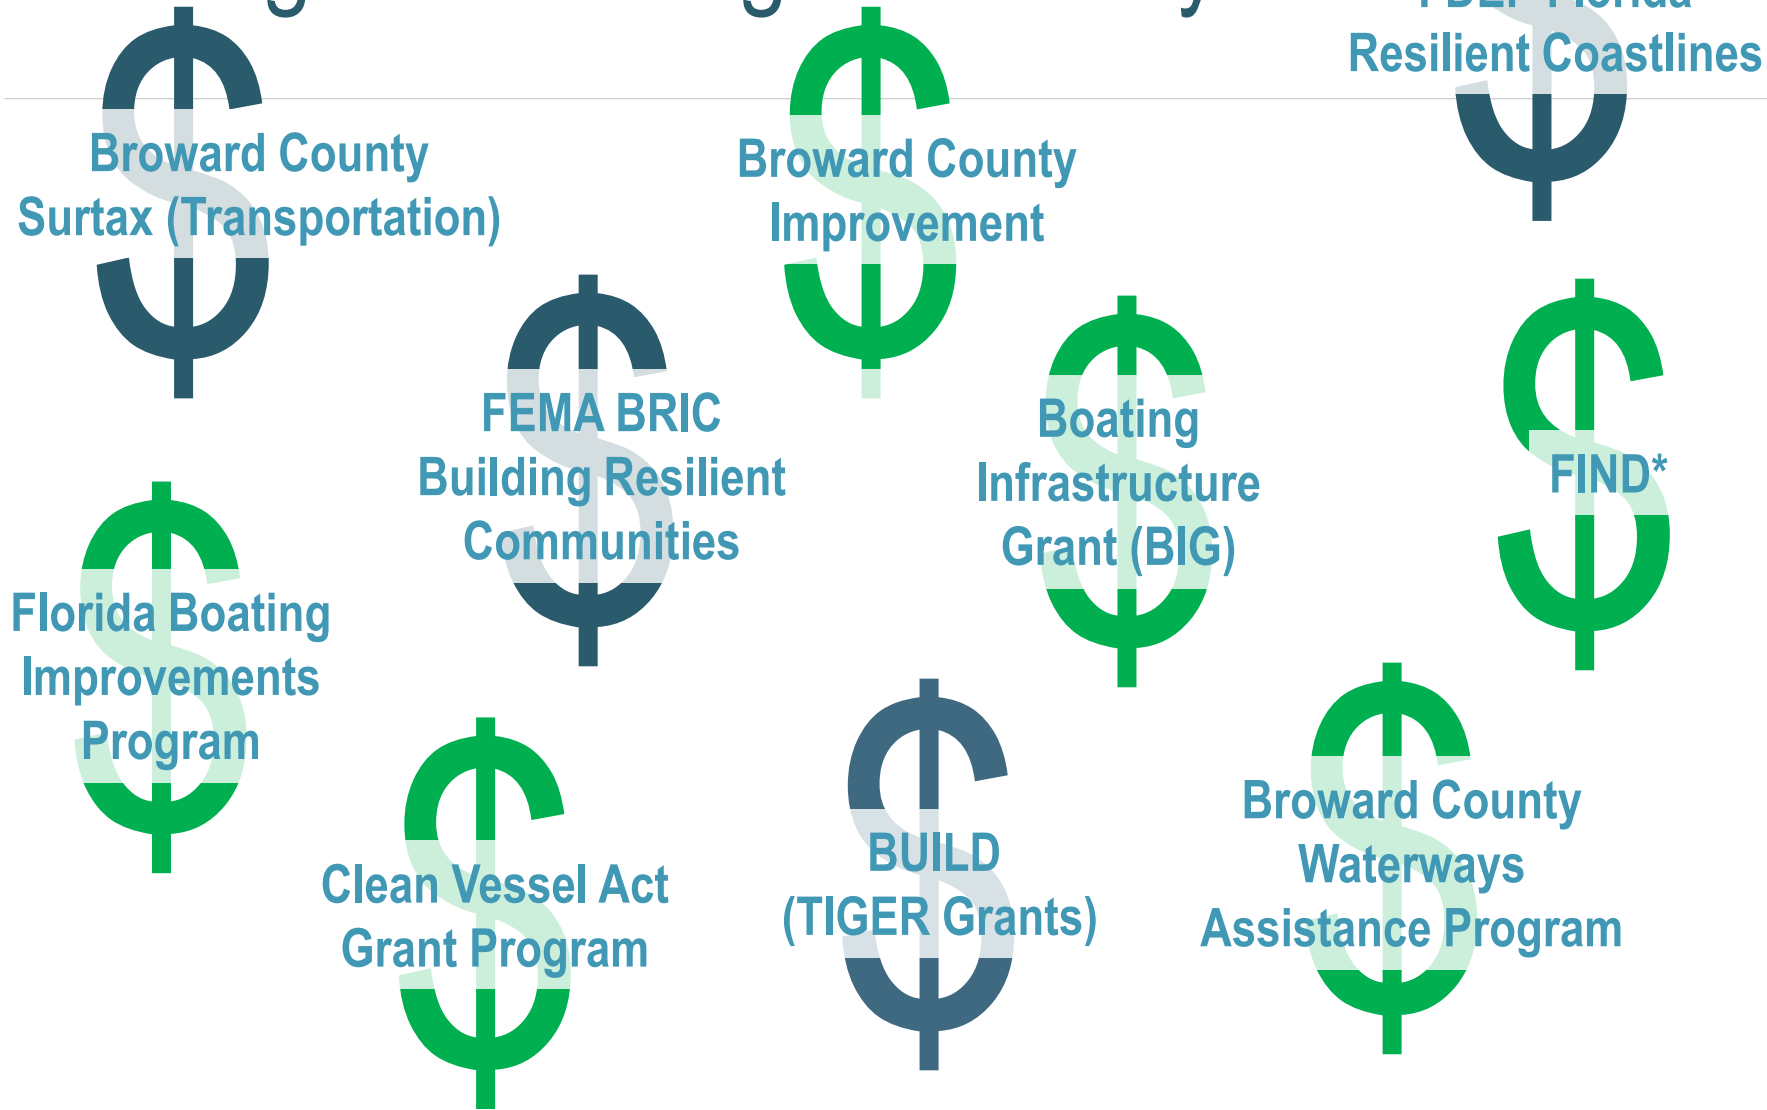 Resilient Coastlines
Broward County
Surtax (Transportation)
Broward County
Improvement
FEMA BRIC
Building Resilient
Communities
Boating
Infrastructure
Grant (BIG)
FIND*
Florida Boating
Improvements
Program
Clean Vessel Act
Grant Program
BUILD
(TIGER Grants)
Broward County
Waterways
Assistance Program